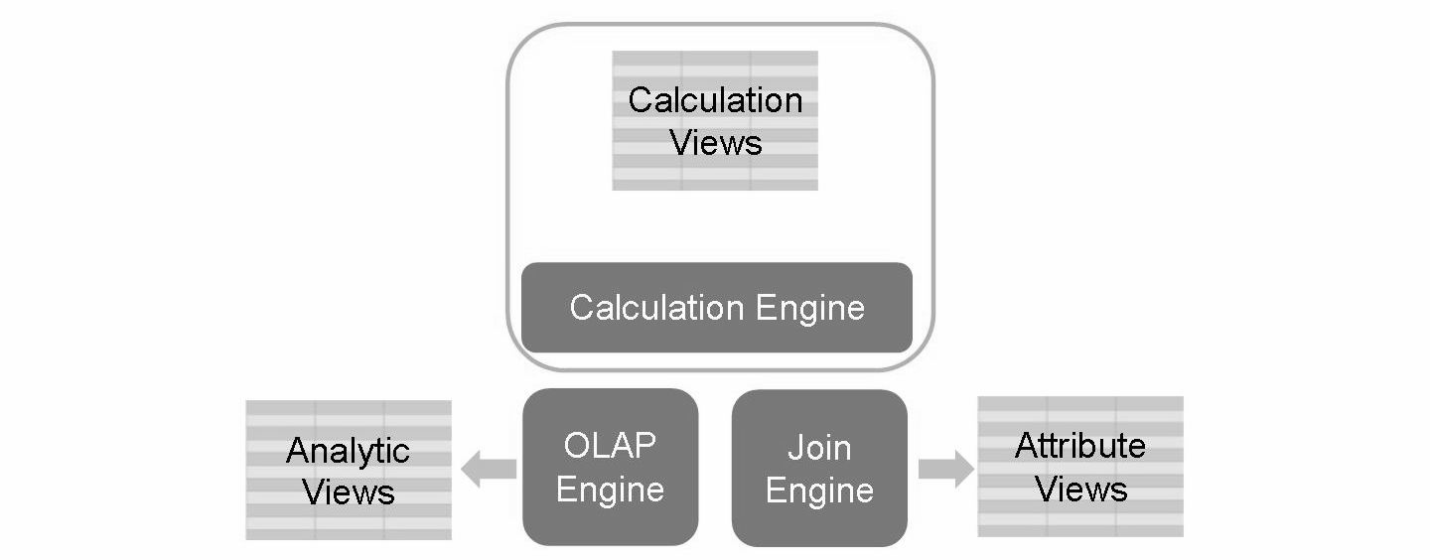 Calculation
Views
Calculation Engine
Analytic
Views
OLAP
Engine
Join
Engine
Attribute
Views